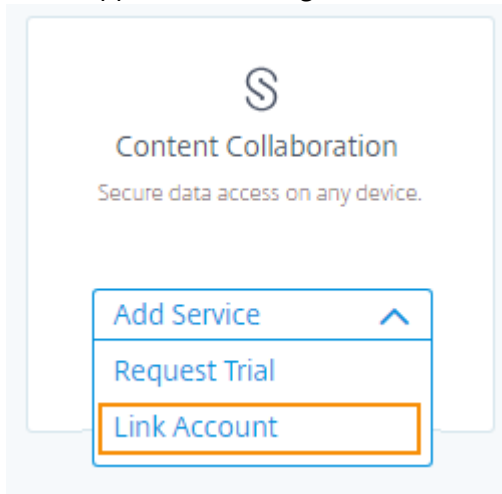 Content Collaboration
Secure data access on any device.
Add Service
Request Trial
Link Account